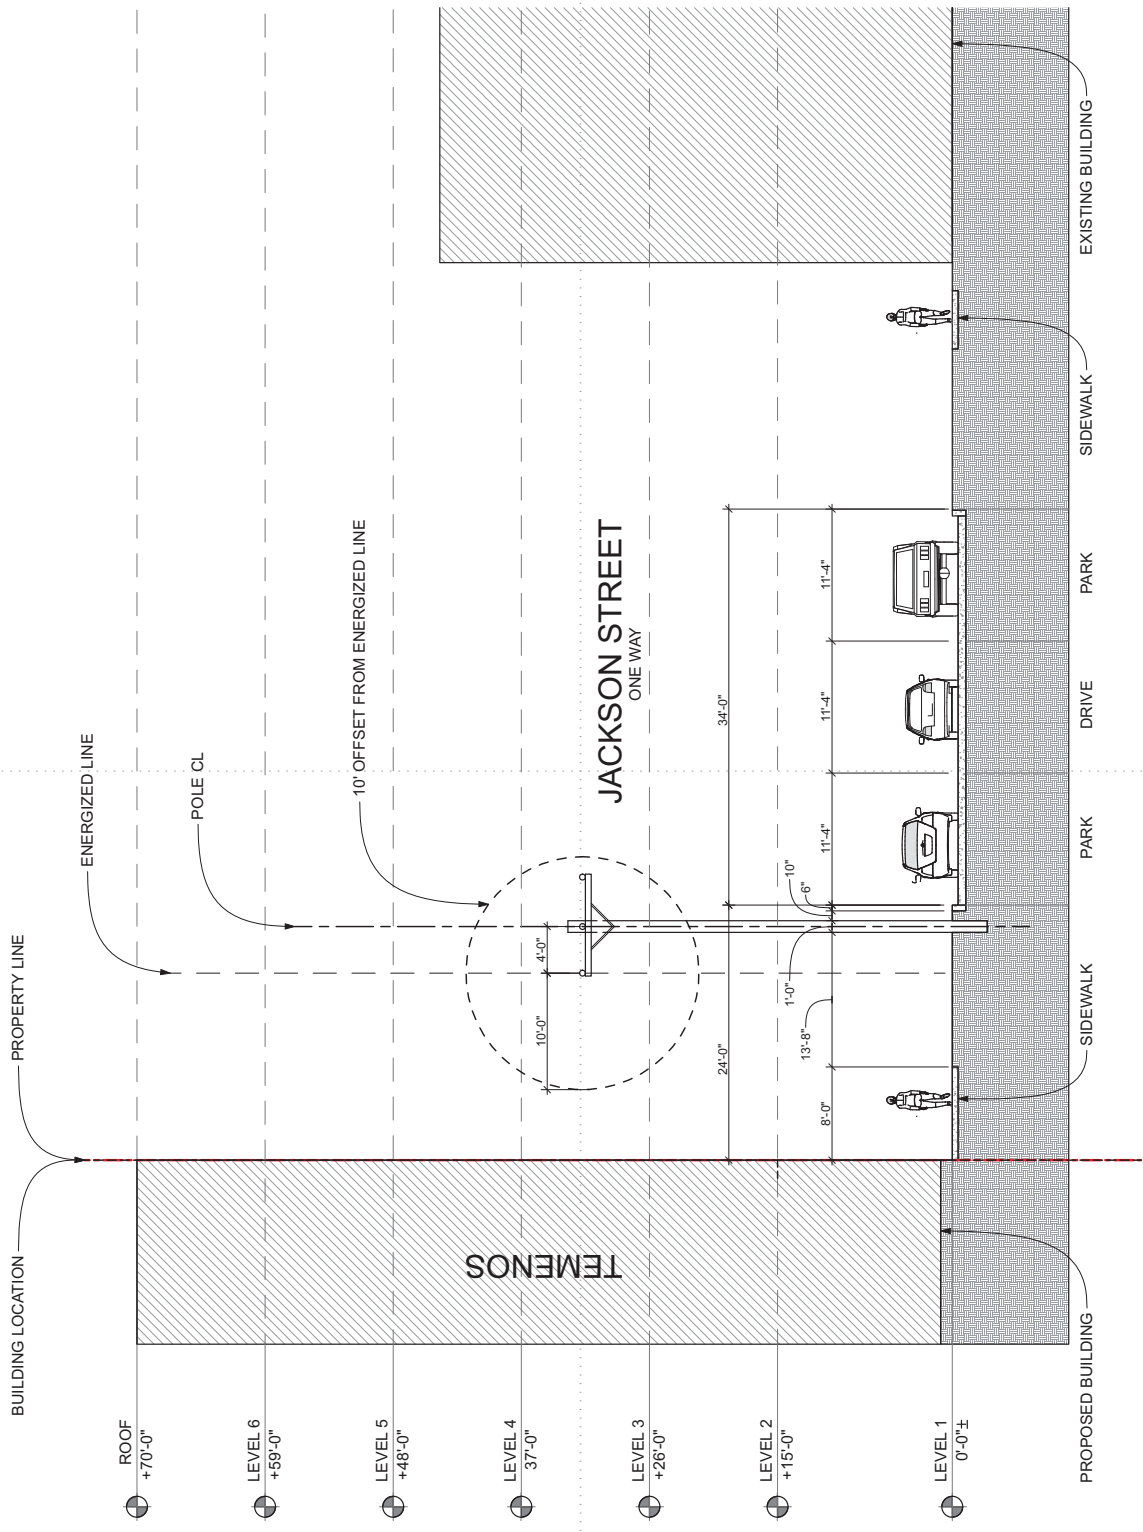 BUILDING LOCATION
PROPERTY LINE
ENERGIZED LINE
POLE CL
10' OFFSET FROM ENERGIZED LINE
ROOF
+70'-0"
LEVEL 6
+59'-0"
LEVEL 5
+48'-0"
LEVEL 4
37'-0"
LEVEL 3
+26'-0"
LEVEL 2
+15'-0"
LEVEL 1
0'-0"±
TEMENOS
JACKSON STREET
ONE WAY
10'-0"
4'-0"
24'-0"
34'-0"
8'-0"
13'-8"
1'-0"
10"
6"
11'-4"
11'-4"
11'-4"
PROPOSED BUILDING
SIDEWALK
PARK
DRIVE
PARK
SIDEWALK
EXISTING BUILDING